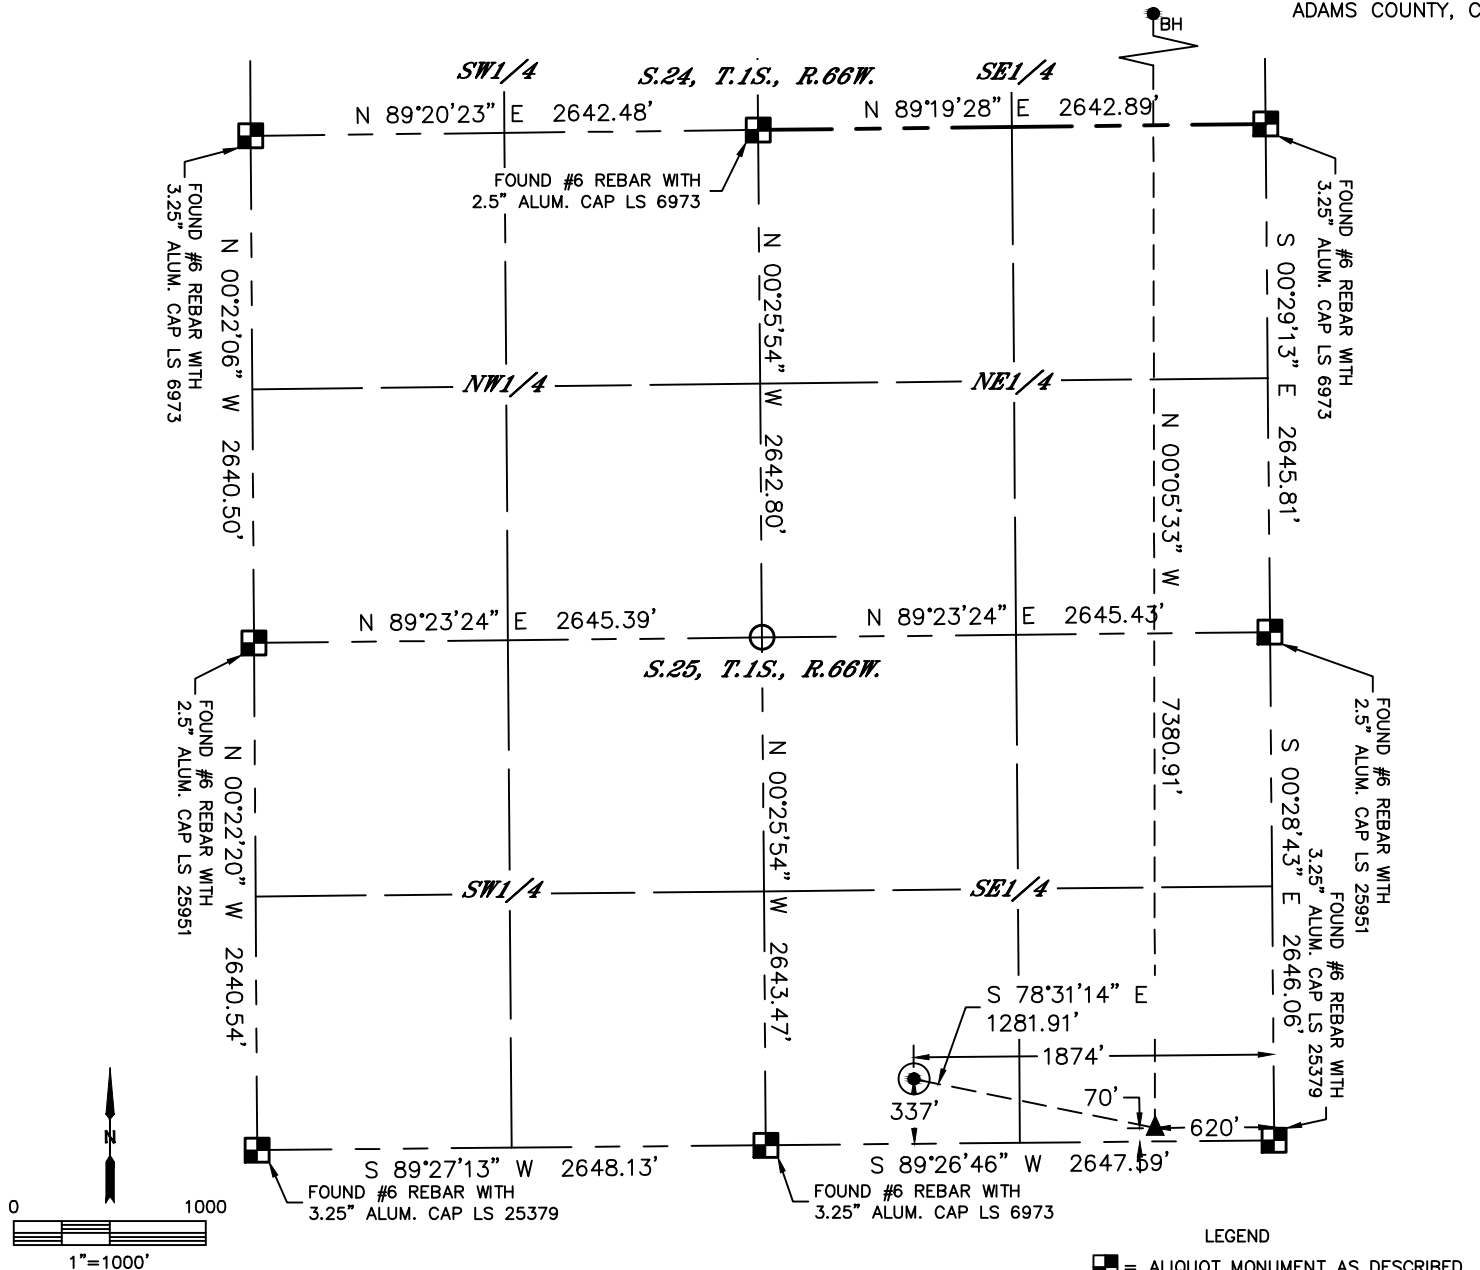 ADAMS COUNTY, C
BH
SW1/4
S.24, T.1S., R.66W.
SE1/4
N 89°20'23" E 2642.48'
N 89°19'28" E 2642.89'
FOUND #6 REBAR WITH
3.25" ALUM. CAP LS 6973
FOUND #6 REBAR WITH
2.5" ALUM. CAP LS 6973
FOUND #6 REBAR WITH
3.25" ALUM. CAP LS 6973
N 00°22'06" W 2640.50'
N 00°25'54" W 2642.80'
S 00°29'13" E 2645.81'
NW1/4
NE1/4
N 00°05'33" W 7380.91'
N 89°23'24" E 2645.39'
N 89°23'24" E 2645.43'
S.25, T.1S., R.66W.
FOUND #6 REBAR WITH
2.5" ALUM. CAP LS 25951
FOUND #6 REBAR WITH
2.5" ALUM. CAP LS 25951
N 00°22'20" W 2640.54'
N 00°25'54" W 2643.47'
S 00°28'43" E 2646.06'
FOUND #6 REBAR WITH
3.25" ALUM. CAP LS 25379
SW1/4
SE1/4
S 78°31'14" E
1281.91'
1874'
337'
70'
620'
S 89°27'13" W 2648.13'
S 89°26'46" W 2647.59'
FOUND #6 REBAR WITH
3.25" ALUM. CAP LS 25379
FOUND #6 REBAR WITH
3.25" ALUM. CAP LS 6973
N
0 1000
1"=1000'
LEGEND
= ALIQUOT MONUMENT AS DESCRIBED